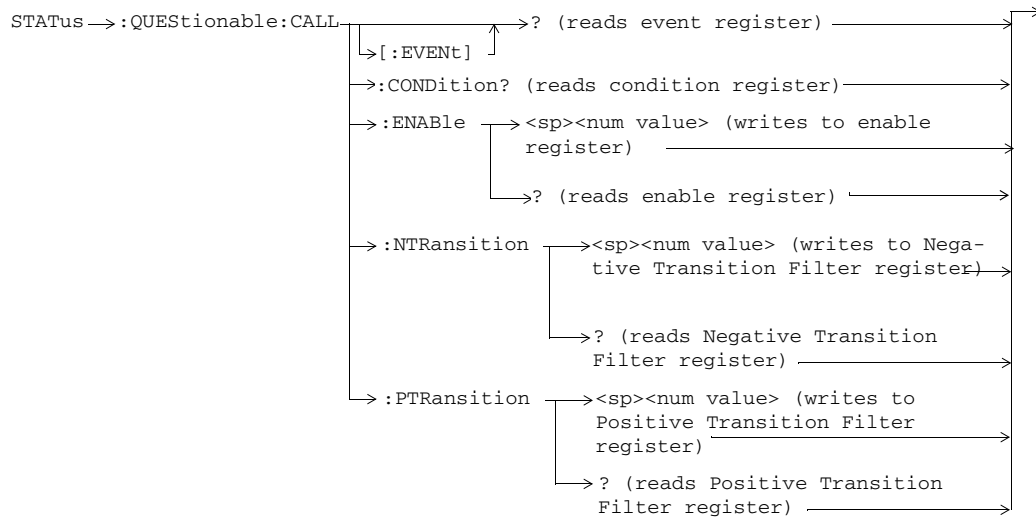 STATus :QUEStionable:CALL ? (reads event register)
[:EVENt]
:CONDition? (reads condition register)
:ENABle <sp><num value> (writes to enable
register)
? (reads enable register)
:NTRansition <sp><num value> (writes to Nega-
tive Transition Filter register)
? (reads Negative Transition
Filter register)
:PTRansition <sp><num value> (writes to
Positive Transition Filter
register)
? (reads Positive Transition
Filter register)